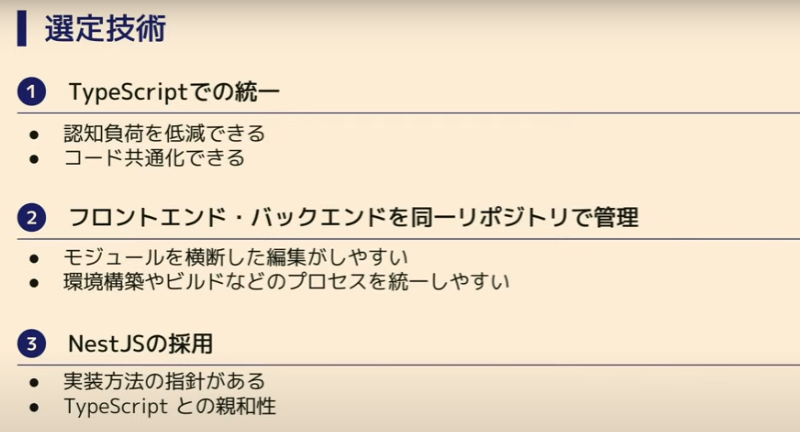 選定技術
1 TypeScriptでの統一
● 認知負荷を低減できる
● コード共通化できる
2 フロントエンド・バックエンドを同一リポジトリで管理
● モジュールを横断した編集がしやすい
● 環境構築やビルドなどのプロセスを統一しやすい
3 NestJSの採用
● 実装方法の指針がある
● TypeScript との親和性